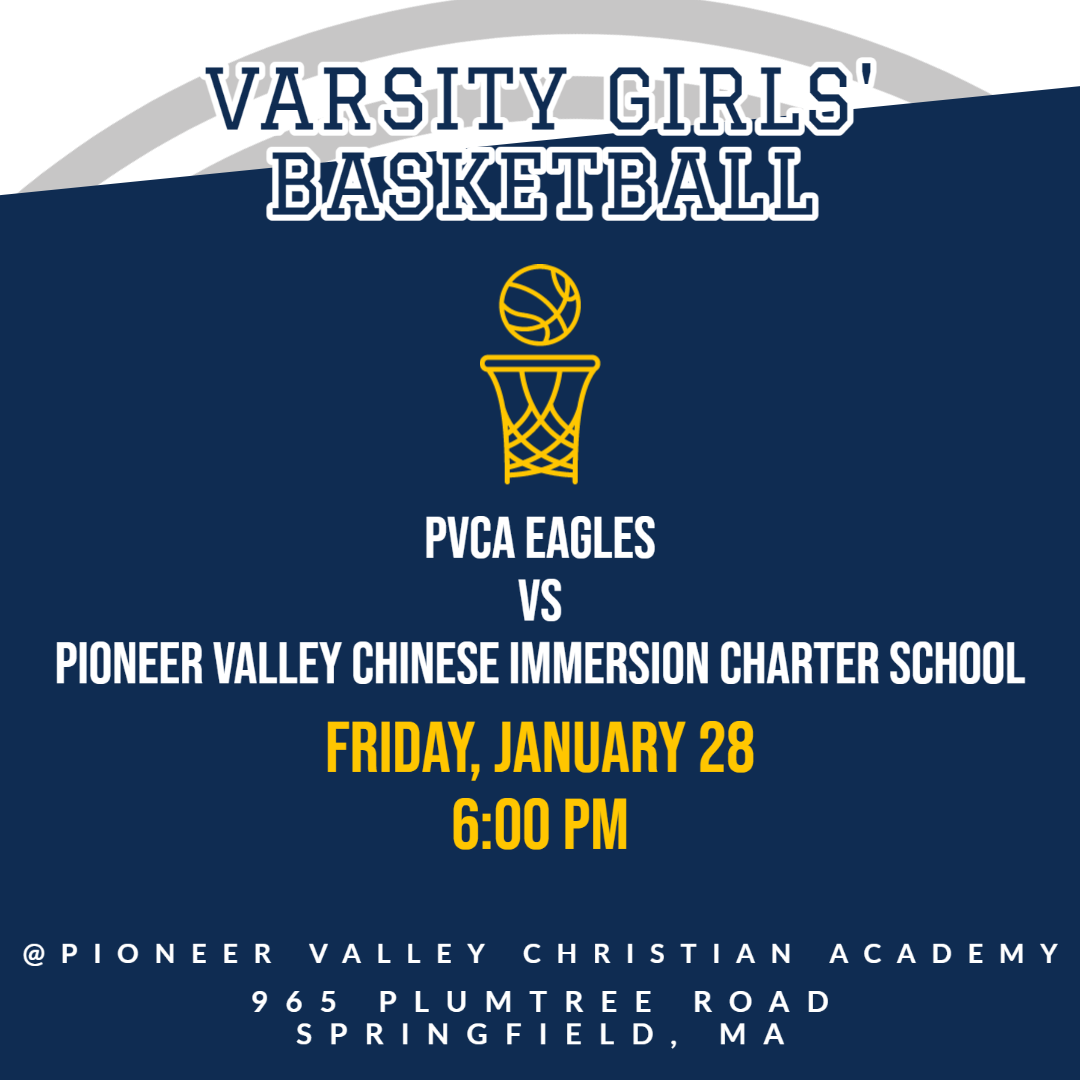 VARSITY GIRLS'
BASKETBALL
PVCA EAGLES
VS
PIONEER VALLEY CHINESE IMMERSION CHARTER SCHOOL
FRIDAY, JANUARY 28
6:00 PM
@PIONEER VALLEY CHRISTIAN ACADEMY
965 PLUMTREE ROAD
SPRINGFIELD, MA